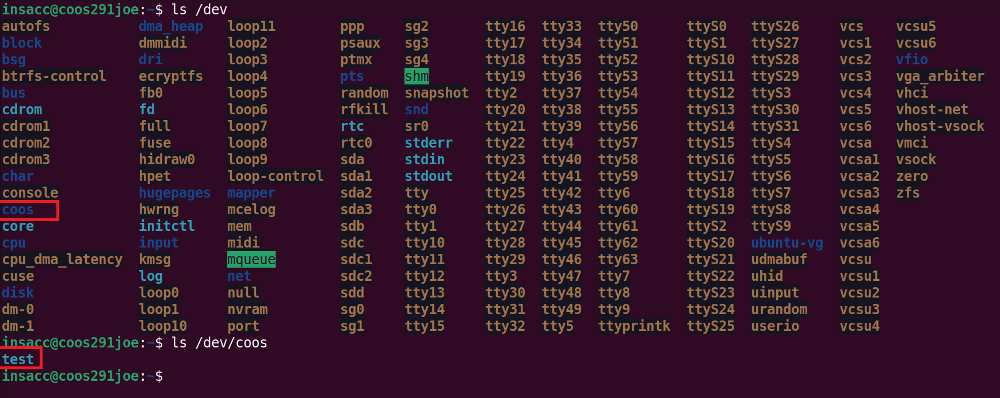 insacc@coos291joe:~$ ls /dev
autofs dma_heap loop11 ppp sg2 tty16 tty33 tty50 ttyS0 ttyS26 vcs vcsu5
block dmmidi loop2 psaux sg3 tty17 tty34 tty51 ttyS1 ttyS27 vcs1 vcsu6
bsg dri loop3 ptmx sg4 tty18 tty35 tty52 ttyS10 ttyS28 vcs2 vfio
btrfs-control ecryptfs loop4 pts shm tty19 tty36 tty53 ttyS11 ttyS29 vcs3 vga_arbiter
bus fb0 loop5 random snapshot tty2 tty37 tty54 ttyS12 ttyS3 vcs4 vhci
cdrom fd loop6 rfkill snd tty20 tty38 tty55 ttyS13 ttyS30 vcs5 vhost-net
cdrom1 full loop7 rtc sr0 tty21 tty39 tty56 ttyS14 ttyS31 vcs6 vhost-vsock
cdrom2 fuse loop8 rtc0 stderr tty22 tty4 tty57 ttyS15 ttyS4 vcsa vmci
cdrom3 hidraw0 loop9 sda stdin tty23 tty40 tty58 ttyS16 ttyS5 vcsa1 vsock
char hpet loop-control sda1 stdout tty24 tty41 tty59 ttyS17 ttyS6 vcsa2 zero
console hugepages mapper sda2 tty tty25 tty42 tty6 ttyS18 ttyS7 vcsa3 zfs
coos hwrng mcelog sda3 tty0 tty26 tty43 tty60 ttyS19 ttyS8 vcsa4
core initctl mem sdb tty1 tty27 tty44 tty61 ttyS2 ttyS9 vcsa5
cpu input midi sdc tty10 tty28 tty45 tty62 ttyS20 ubuntu-vg vcsa6
cpu_dma_latency kmsg mqueue sdc1 tty11 tty29 tty46 tty63 ttyS21 udmabuf vcsu
cuse log net sdc2 tty12 tty3 tty47 tty7 ttyS22 uhid vcsu1
disk loop0 null sdd tty13 tty30 tty48 tty8 ttyS23 uinput vcsu2
dm-0 loop1 nvram sg0 tty14 tty31 tty49 tty9 ttyS24 urandom vcsu3
dm-1 loop10 port sg1 tty15 tty32 tty5 ttyprintk ttyS25 userio vcsu4
insacc@coos291joe:~$ ls /dev/coos
test
insacc@coos291joe:~$